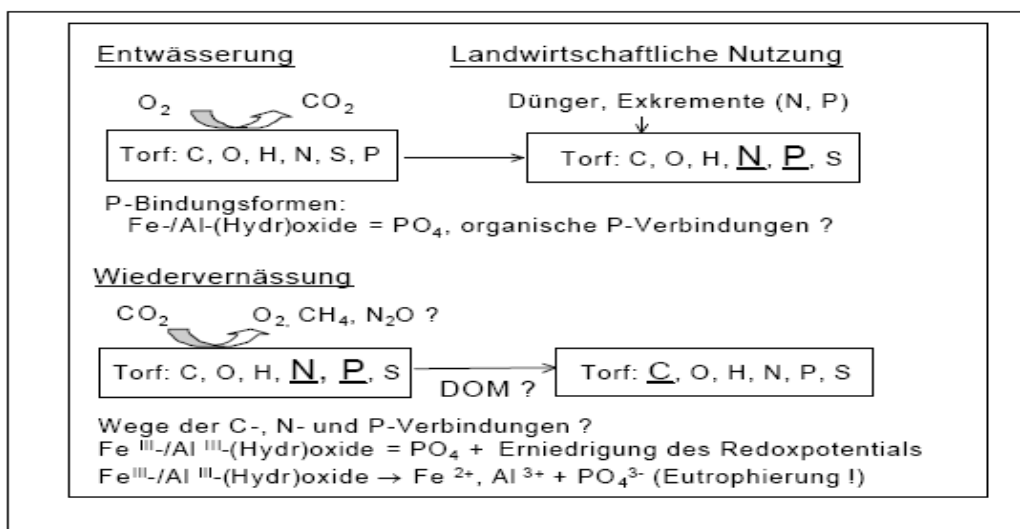 Entwässerung Landwirtschaftliche Nutzung
O₂ CO₂ Dünger, Exkremente (N, P)
Torf: C, O, H, N, S, P Torf: C, O, H, N, P, S
P-Bindungsformen:
Fe-/Al-(Hydr)oxide = PO₄, organische P-Verbindungen ?
Wiedervernässung
CO₂ O₂, CH₄, N₂O ?
Torf: C, O, H, N, P, S DOM ? Torf: C, O, H, N, P, S
Wege der C-, N- und P-Verbindungen ?
Fe ᴵᴵᴵ-/Al ᴵᴵᴵ-(Hydr)oxide = PO₄ + Erniedrigung des Redoxpotentials
Feᴵᴵᴵ-/Al ᴵᴵᴵ-(Hydr)oxide → Fe ²⁺, Al ³⁺ + PO₄³⁻ (Eutrophierung !)